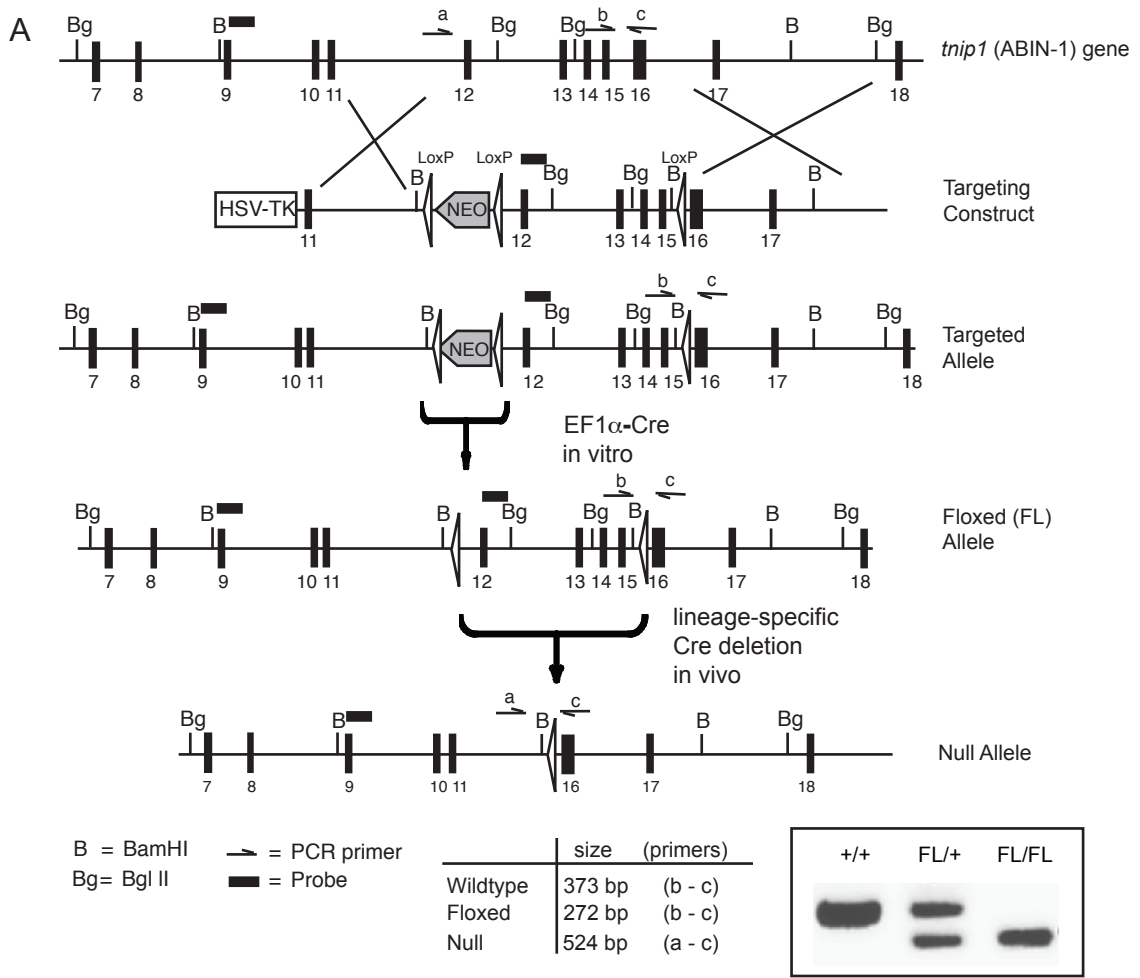 A
Bg B a Bg Bg b c B Bg
tnip1 (ABIN-1) gene
7 8 9 10 11 12 13 14 15 16 17 18
LoxP LoxP LoxP
B Bg Bg B B
HSV-TK NEO
Targeting
Construct
11 12 13 14 15 16 17
b c
Bg B B Bg Bg B B Bg
NEO
Targeted
Allele
7 8 9 10 11 12 13 14 15 16 17 18
EF1α-Cre
in vitro
b c
Bg B B Bg Bg B B Bg
Floxed (FL)
Allele
7 8 9 10 11 12 13 14 15 16 17 18
lineage-specific
Cre deletion
in vivo
a c
Bg B B B Bg
Null Allele
7 8 9 10 11 16 17 18
B = BamHI
Bg= Bgl II
= PCR primer
= Probe
size (primers)
Wildtype 373 bp (b - c)
Floxed 272 bp (b - c)
Null 524 bp (a - c)
+/+ FL/+ FL/FL